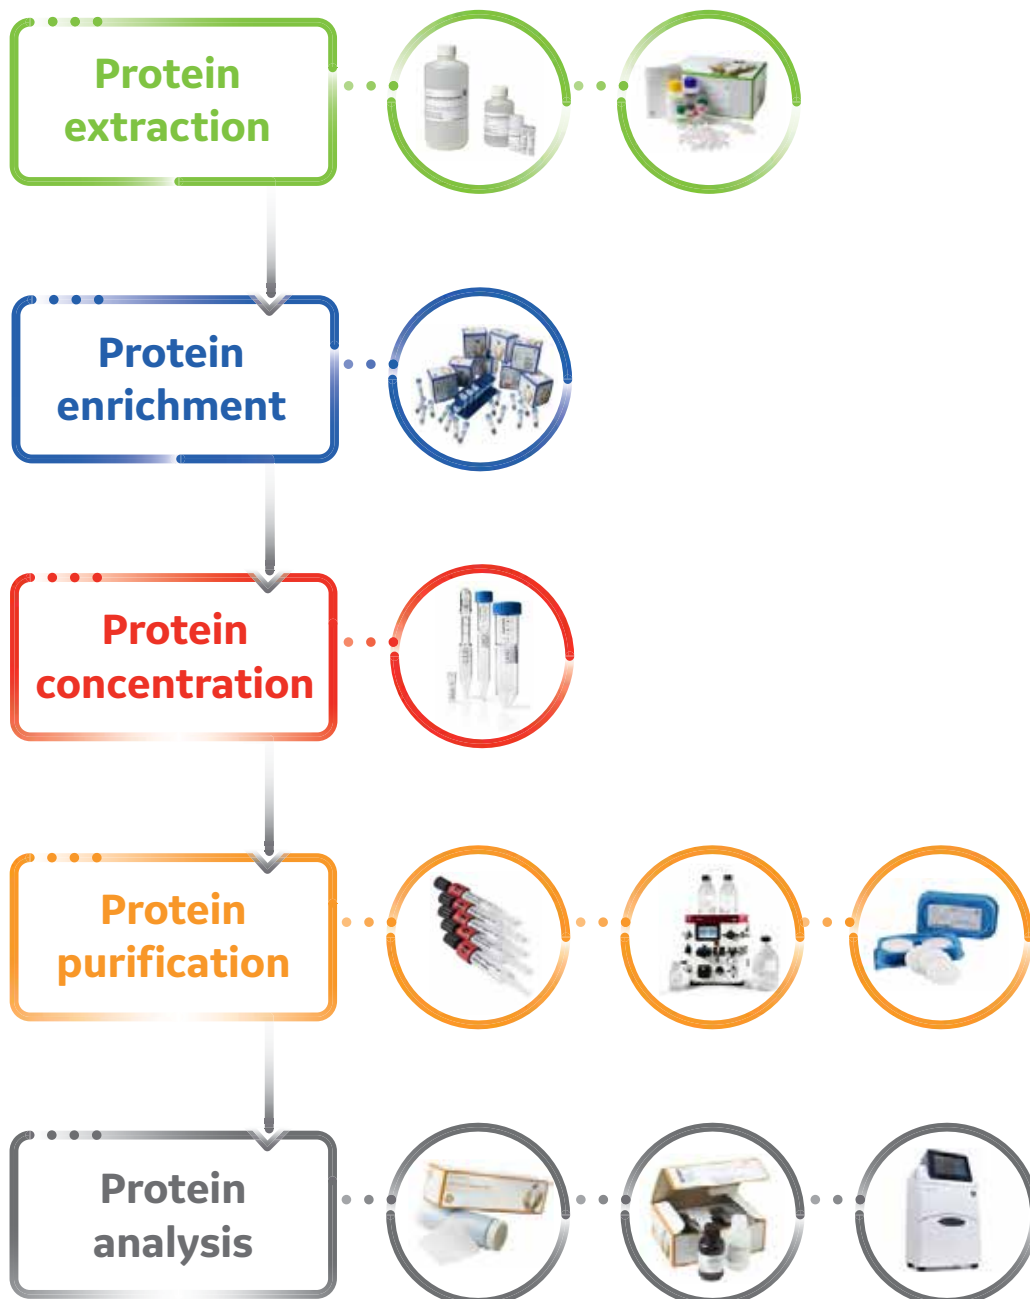 Protein
extraction
Protein
enrichment
Protein
concentration
Protein
purification
Protein
analysis